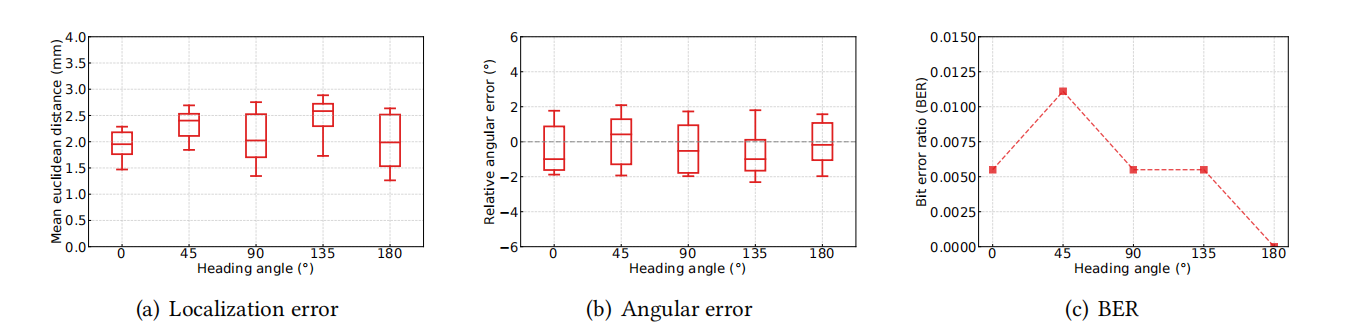 Mean euclidean distance (mm)
4.0
3.5
3.0
2.5
2.0
1.5
1.0
0.5
0.0
0 45 90 135 180
Heading angle (°)
(a) Localization error
Relative angular error (°)
6
4
2
0
−2
−4
−6
0 45 90 135 180
Heading angle (°)
(b) Angular error
Bit error ratio (BER)
0.0150
0.0125
0.0100
0.0075
0.0050
0.0025
0.0000
0 45 90 135 180
Heading angle (°)
(c) BER